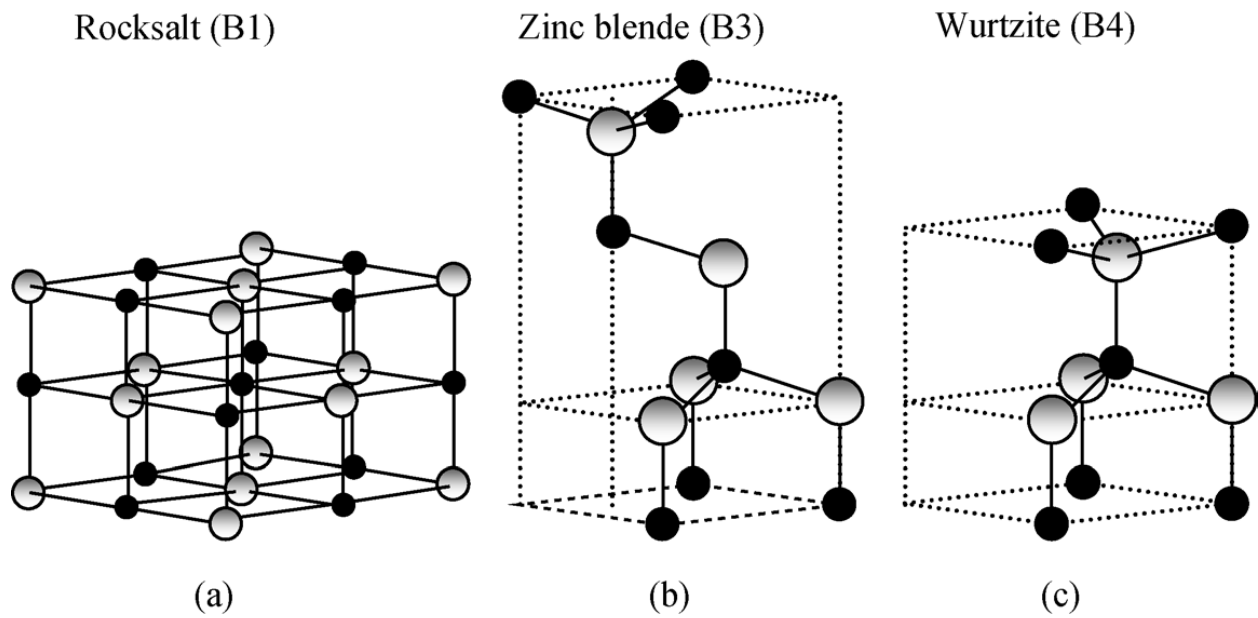 Rocksalt (B1)
Zinc blende (B3)
Wurtzite (B4)
(a)
(b)
(c)